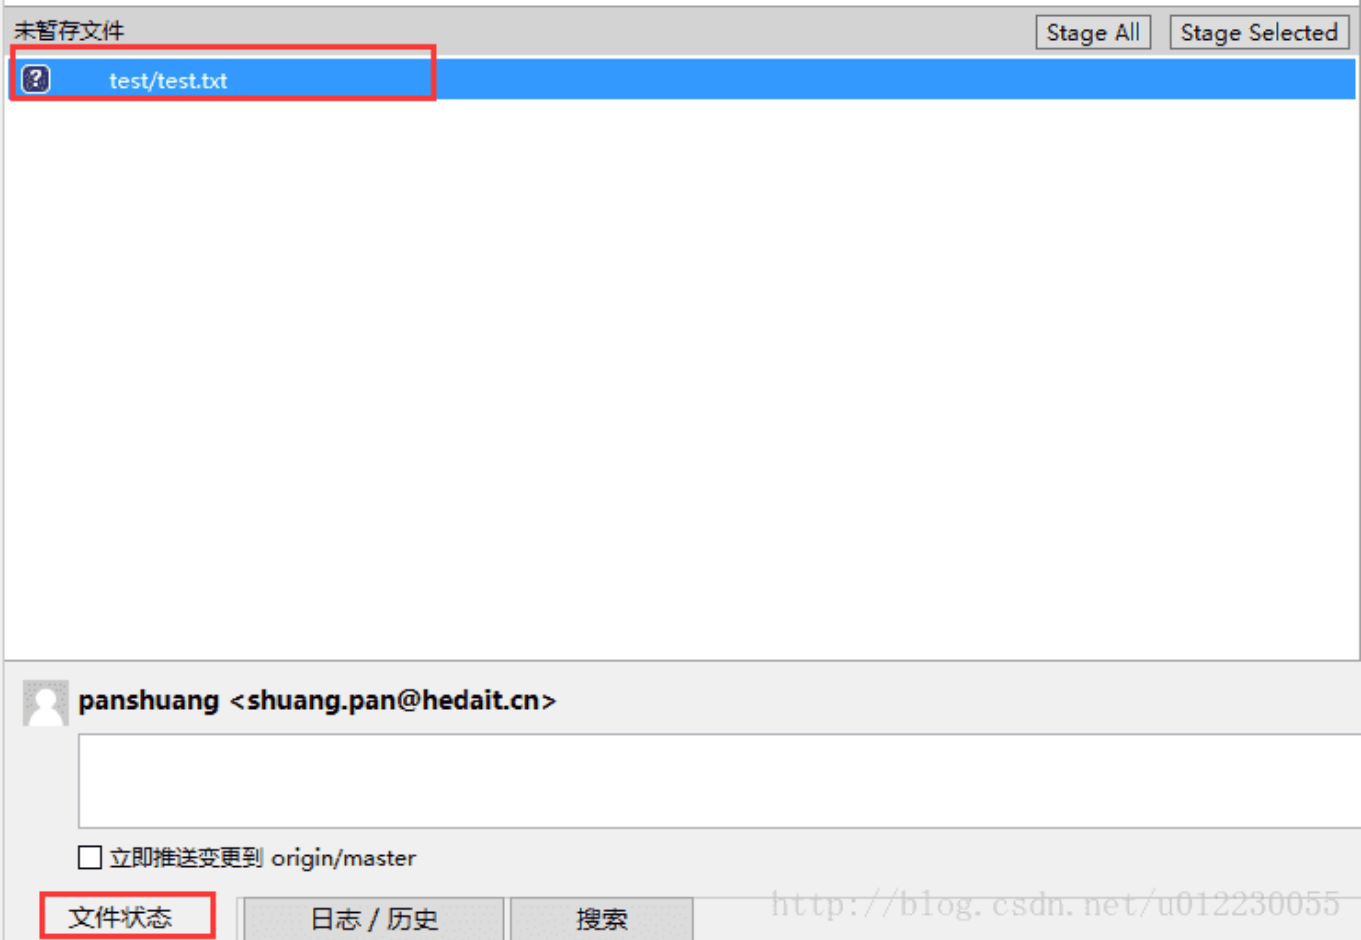 未暂存文件 Stage All Stage Selected
? test/test.txt
panshuang <shuang.pan@hedait.cn>
立即推送变更到 origin/master
文件状态 日志 / 历史 搜索
http://blog.csdn.net/u012230055